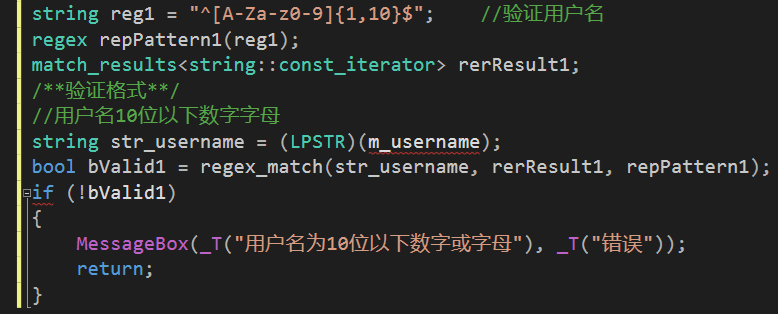 string reg1 = "^[A-Za-z0-9]{1,10}$";    //验证用户名
regex repPattern1(reg1);
match_results<string::const_iterator> rerResult1;
/**验证格式**/
//用户名10位以下数字字母
string str_username = (LPSTR)(m_username);
bool bValid1 = regex_match(str_username, rerResult1, repPattern1);
if (!bValid1)
{
    MessageBox(_T("用户名为10位以下数字或字母"), _T("错误"));
    return;
}